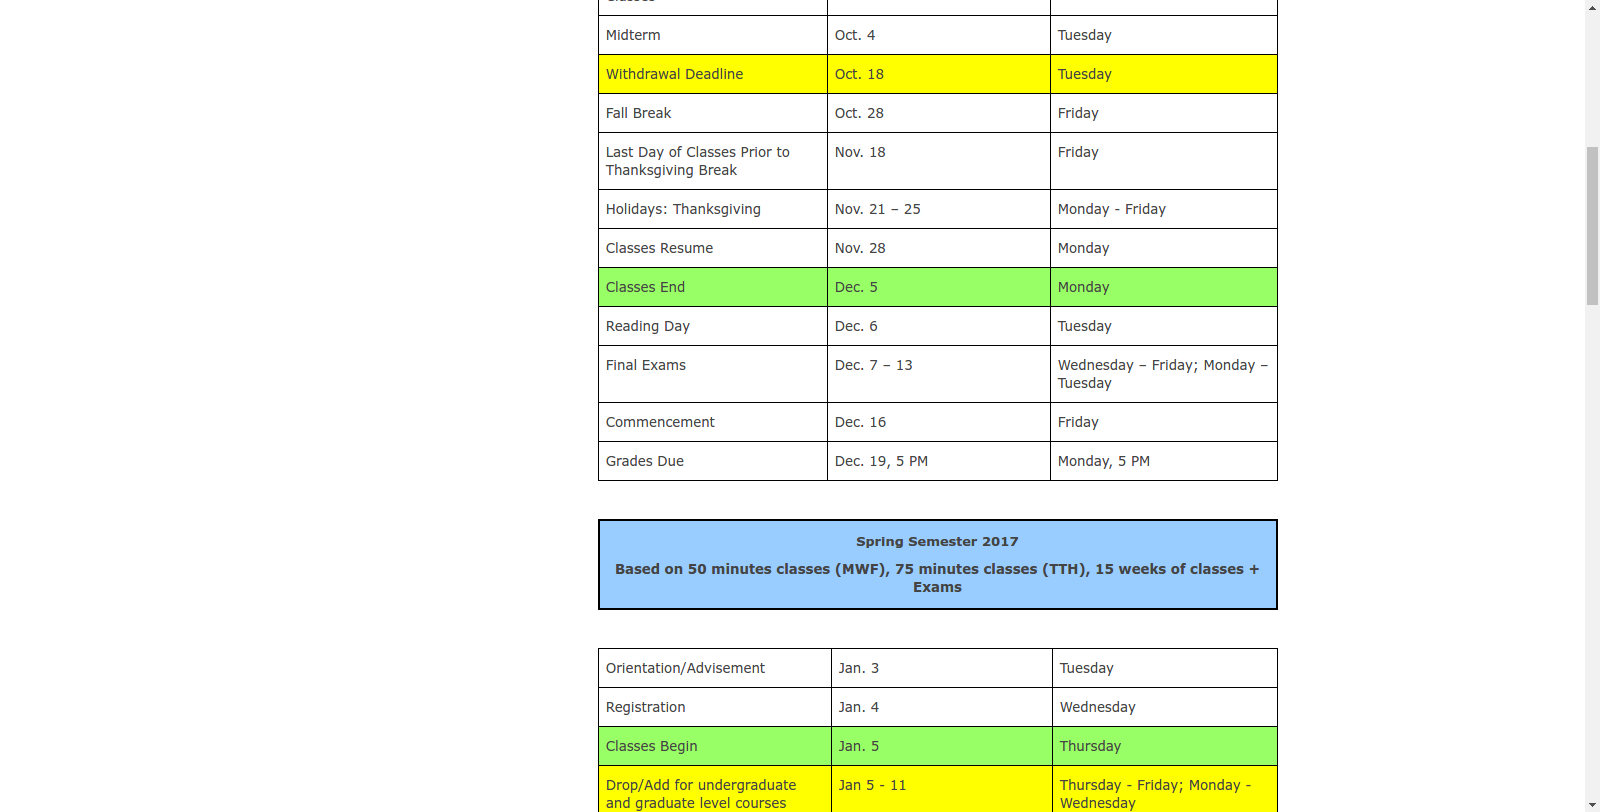 Classes
Midterm Oct. 4 Tuesday
Withdrawal Deadline Oct. 18 Tuesday
Fall Break Oct. 28 Friday
Last Day of Classes Prior to Nov. 18 Friday
Thanksgiving Break
Holidays: Thanksgiving Nov. 21 – 25 Monday - Friday
Classes Resume Nov. 28 Monday
Classes End Dec. 5 Monday
Reading Day Dec. 6 Tuesday
Final Exams Dec. 7 – 13 Wednesday – Friday; Monday –
Tuesday
Commencement Dec. 16 Friday
Grades Due Dec. 19, 5 PM Monday, 5 PM
Spring Semester 2017
Based on 50 minutes classes (MWF), 75 minutes classes (TTH), 15 weeks of classes +
Exams
Orientation/Advisement Jan. 3 Tuesday
Registration Jan. 4 Wednesday
Classes Begin Jan. 5 Thursday
Drop/Add for undergraduate Jan 5 - 11 Thursday - Friday; Monday -
and graduate level courses Wednesday